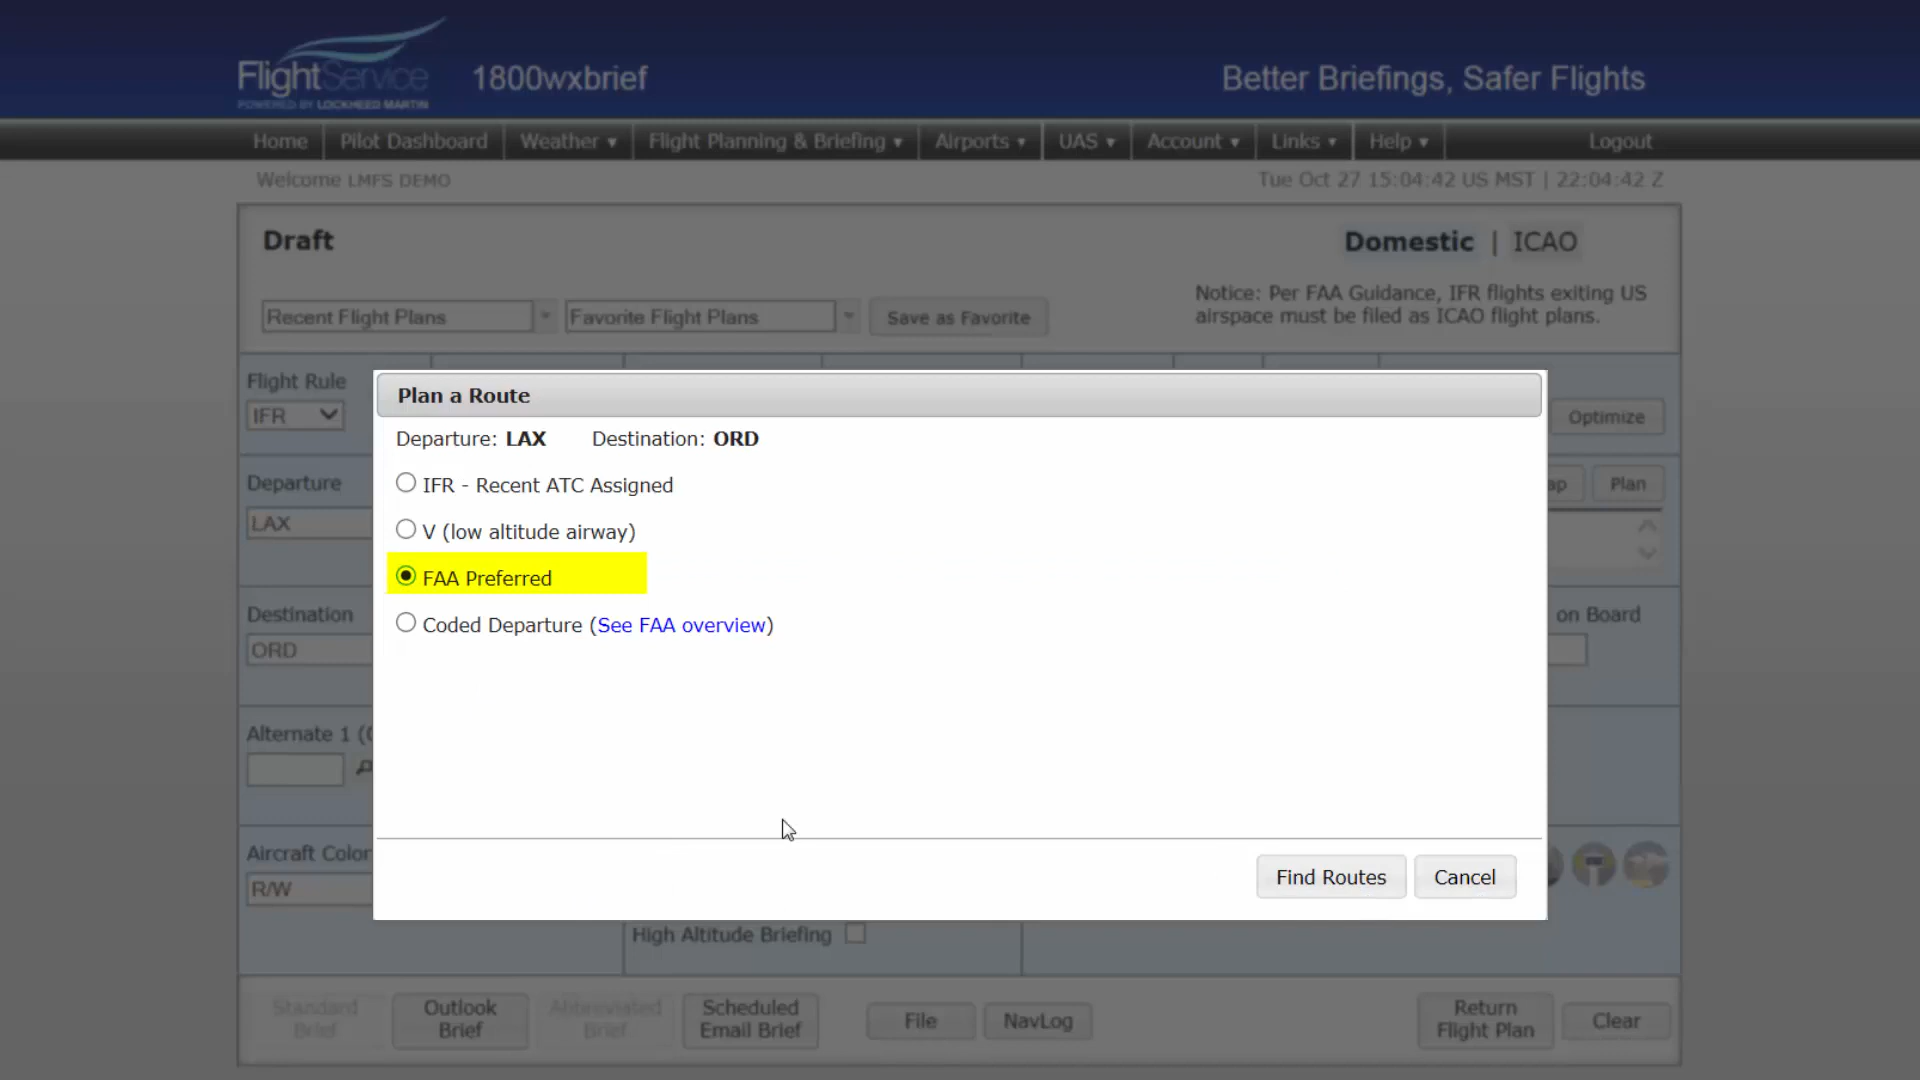 FlightService
POWERED BY LOCKHEED MARTIN
1800wxbrief
Better Briefings, Safer Flights
Home
Pilot Dashboard
Weather
Flight Planning & Briefing
Airports
UAS
Account
Links
Help
Logout
Welcome LMFS DEMO
Tue Oct 27 15:04:42 US MST | 22:04:42 Z
Draft
Domestic | ICAO
Recent Flight Plans
Favorite Flight Plans
Save as Favorite
Notice: Per FAA Guidance, IFR flights exiting US
airspace must be filed as ICAO flight plans.
Flight Rule
IFR
Optimize
Plan a Route
Departure: LAX Destination: ORD
IFR - Recent ATC Assigned
V (low altitude airway)
FAA Preferred
Coded Departure (See FAA overview)
Find Routes
Cancel
Departure
LAX
ap
Plan
Destination
ORD
on Board
Alternate 1 (
Aircraft Color
R/W
High Altitude Briefing
Standard
Brief
Outlook
Brief
Abbreviated
Brief
Scheduled
Email Brief
File
NavLog
Return
Flight Plan
Clear